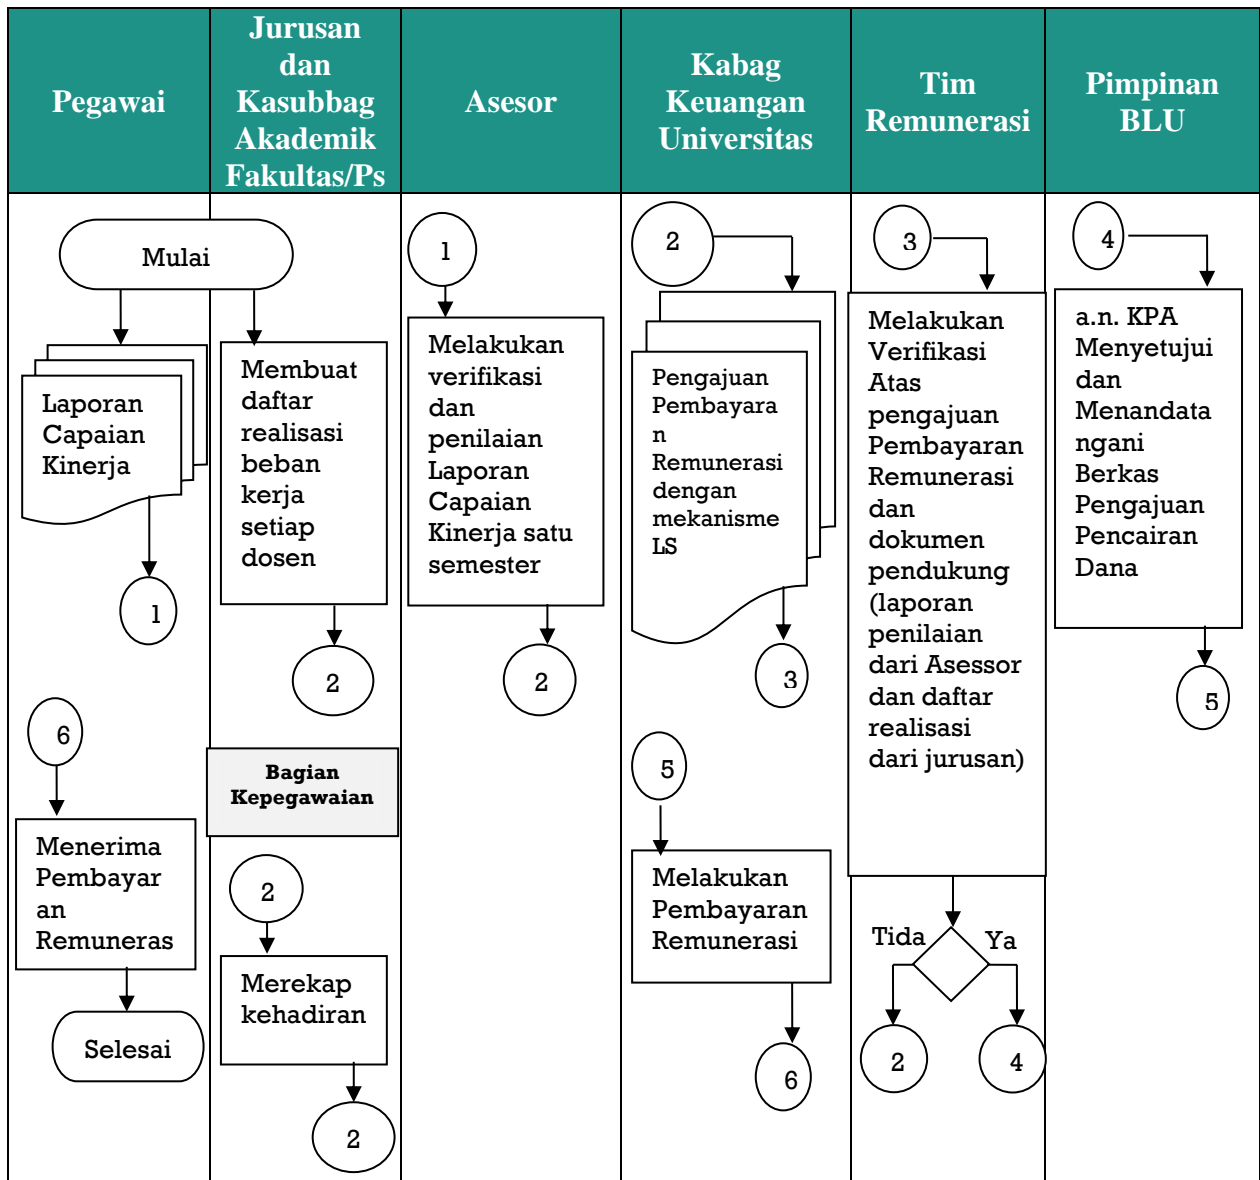 Pegawai
Jurusan
dan
Kasubbag
Akademik
Fakultas/Ps
Asesor
Kabag
Keuangan
Universitas
Tim
Remunerasi
Pimpinan
BLU
Mulai
Laporan
Capaian
Kinerja
1
6
Menerima
Pembayar
an
Remuneras
Selesai
Membuat
daftar
realisasi
beban
kerja
setiap
dosen
2
Bagian
Kepegawaian
2
Merekap
kehadiran
2
1
Melakukan
verifikasi
dan
penilaian
Laporan
Capaian
Kinerja satu
semester
2
2
Pengajuan
Pembayara
n
Remunerasi
dengan
mekanisme
LS
3
5
Melakukan
Pembayaran
Remunerasi
6
3
Melakukan
Verifikasi
Atas
pengajuan
Pembayaran
Remunerasi
dan
dokumen
pendukung
(laporan
penilaian
dari Asessor
dan daftar
realisasi
dari jurusan)
Tida
Ya
2
4
4
a.n. KPA
Menyetujui
dan
Menandata
ngani
Berkas
Pengajuan
Pencairan
Dana
5